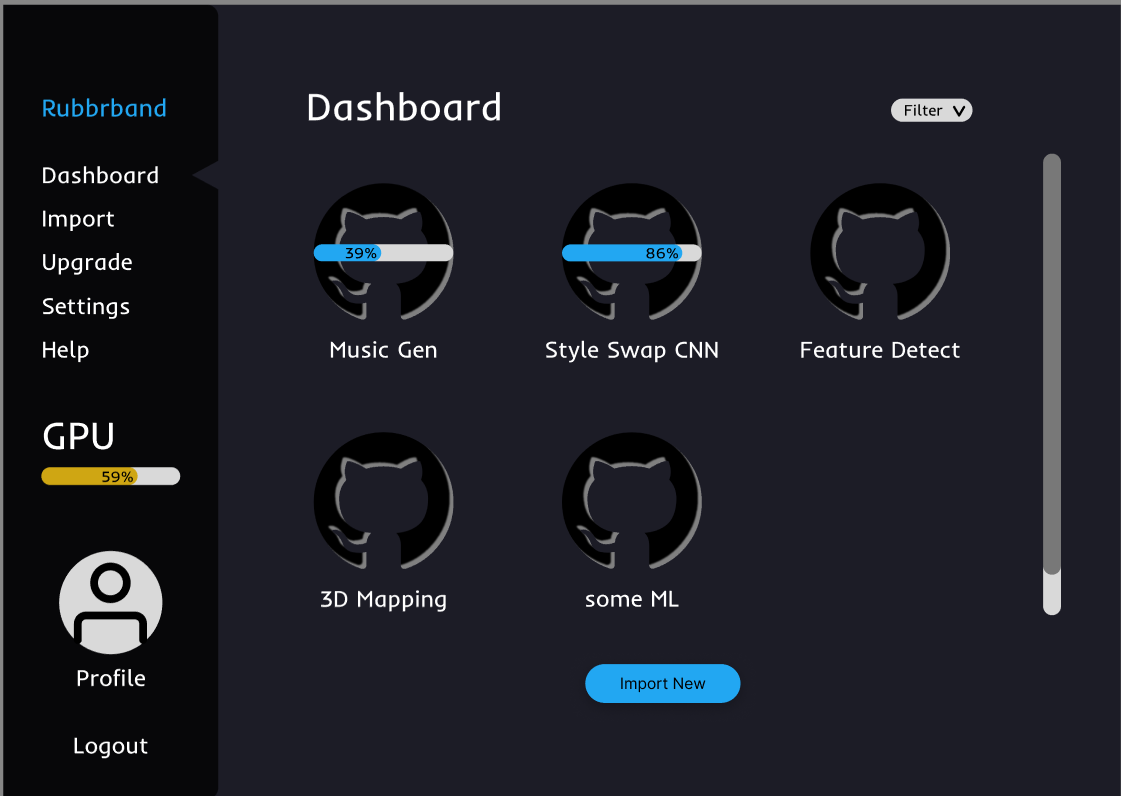 Rubbrband
Dashboard
Import
Upgrade
Settings
Help
GPU
59%
Profile
Logout
Dashboard
Filter
39%
86%
Music Gen
Style Swap CNN
Feature Detect
3D Mapping
some ML
Import New